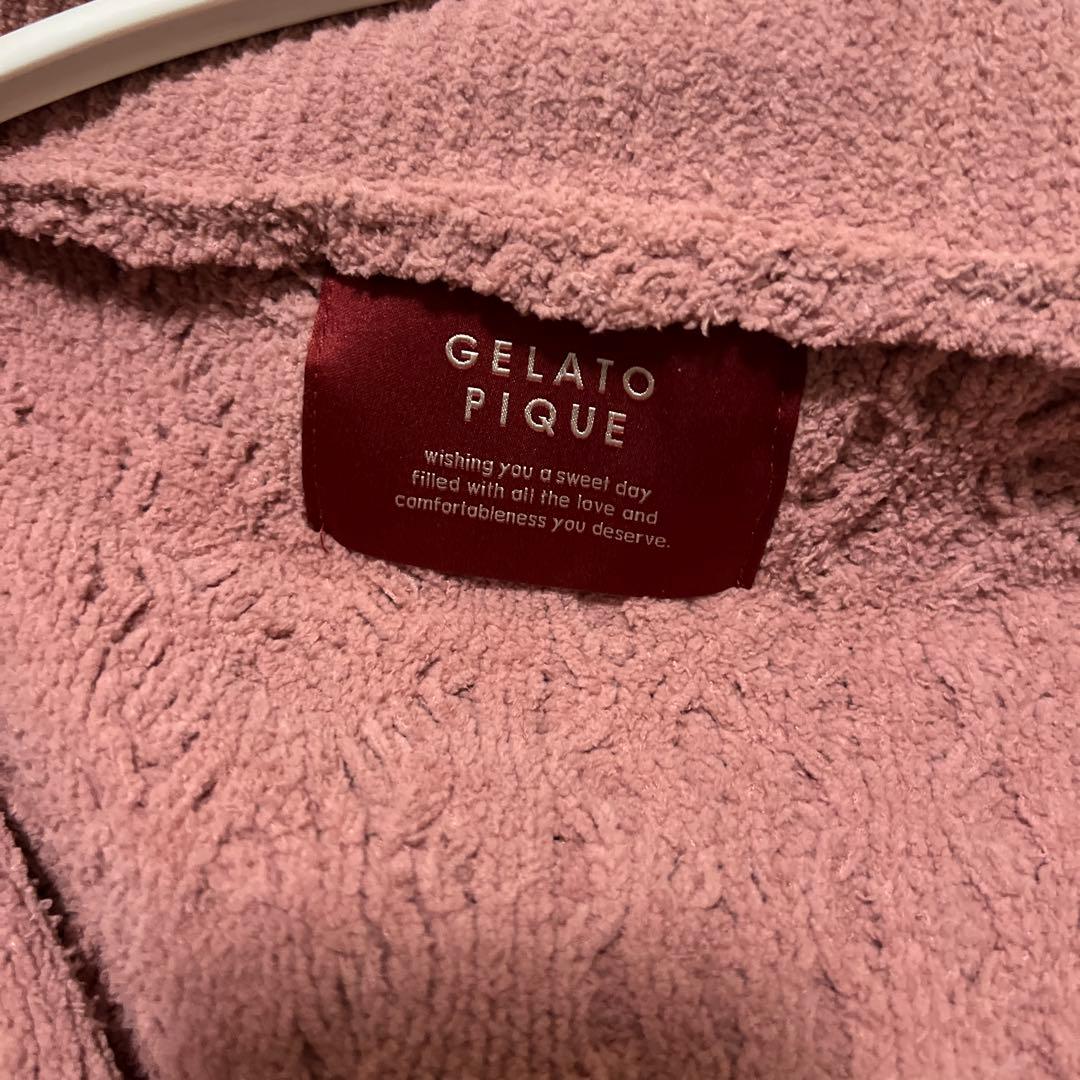 GELATO
PIQUE
wishing you a sweet day
filled with all the love and
comfortableness you deserve.